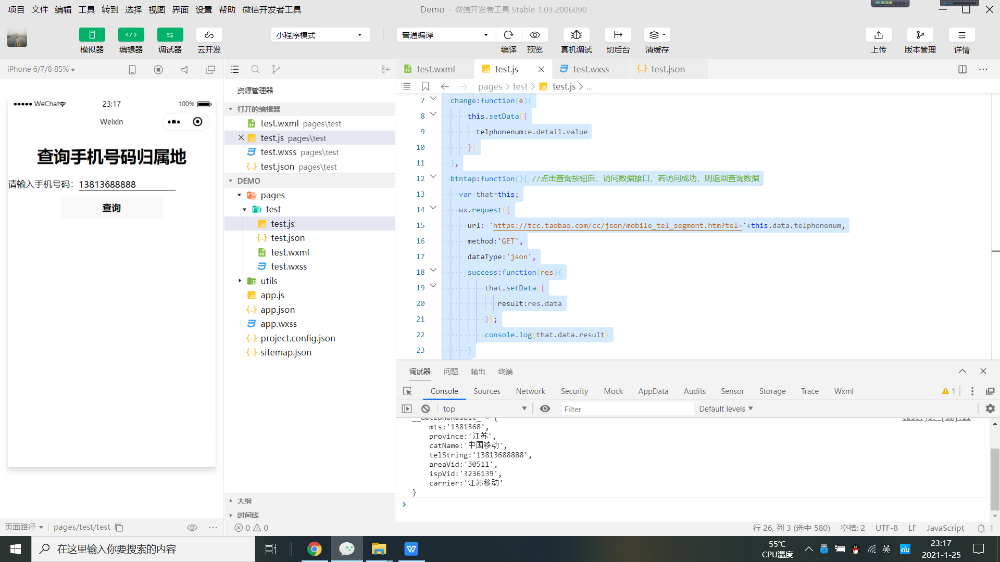 项目 文件 编辑 工具 转到 选择 视图 界面 设置 帮助 微信开发者工具
Demo - 微信开发者工具 Stable 1.03.2006090
模拟器 编辑器 调试器 云开发
小程序模式
普通编译
编译 预览 真机调试 切后台 清缓存
上传 版本管理 详情
iPhone 6/7/8 85%
WeChat 23:17 100%
Weixin
查询手机号码归属地
请输入手机号码：13813688888
查询
页面路径 pages/test/test
资源管理器
打开的编辑器
test.wxml pages\test
test.js pages\test
test.wxss pages\test
test.json pages\test
DEMO
pages
test
test.js
test.json
test.wxml
test.wxss
utils
app.js
app.json
app.wxss
project.config.json
sitemap.json
大纲
时间线
0 0
test.wxml test.js test.wxss test.json
pages > test > test.js > ...
7 change:function(e){
8 this.setData({
9 telphonenum:e.detail.value
10 })
11 },
12 btntap:function(){ //点击查询按钮后，访问数据接口，若访问成功，则返回查询数据
13 var that=this;
14 wx.request({
15 url: 'https://tcc.taobao.com/cc/json/mobile_tel_segment.htm?tel='+this.data.telphonenum,
16 method:'GET',
17 dataType:'json',
18 success:function(res){
19 that.setData({
20 result:res.data
21 });
22 console.log(that.data.result)
23 }
调试器 问题 输出 终端
Console Sources Network Security Mock AppData Audits Sensor Storage Trace Wxml 1
top Filter Default levels
__GetZoneResult_ = { test.js? [sm]:22
mts:'1381368',
province:'江苏',
catName:'中国移动',
telString:'13813688888',
areaVid:'30511',
ispVid:'3236139',
carrier:'江苏移动'
}
行 26, 列 3 (选中 580) 空格: 2 UTF-8 LF JavaScript 1
在这里输入你要搜索的内容
55℃
CPU温度
英
du
23:17
2021-1-25